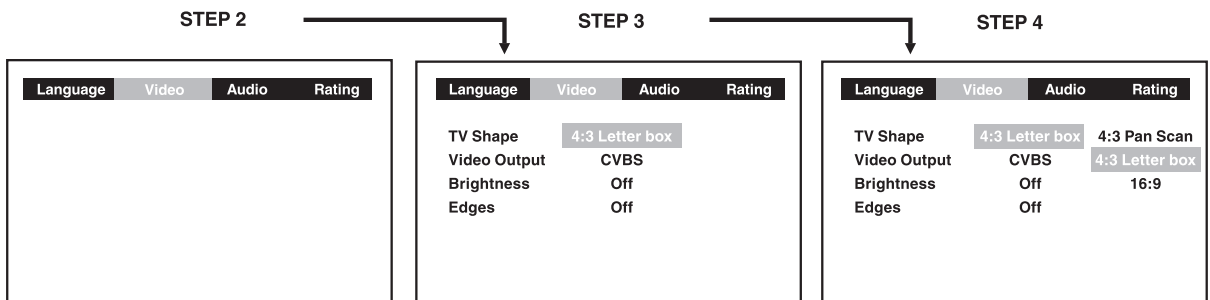 STEP 2 STEP 3 STEP 4
Language Video Audio Rating
Language Video Audio Rating
TV Shape 4:3 Letter box
Video Output CVBS
Brightness Off
Edges Off
Language Video Audio Rating
TV Shape 4:3 Letter box 4:3 Pan Scan
Video Output CVBS 4:3 Letter box
Brightness Off 16:9
Edges Off